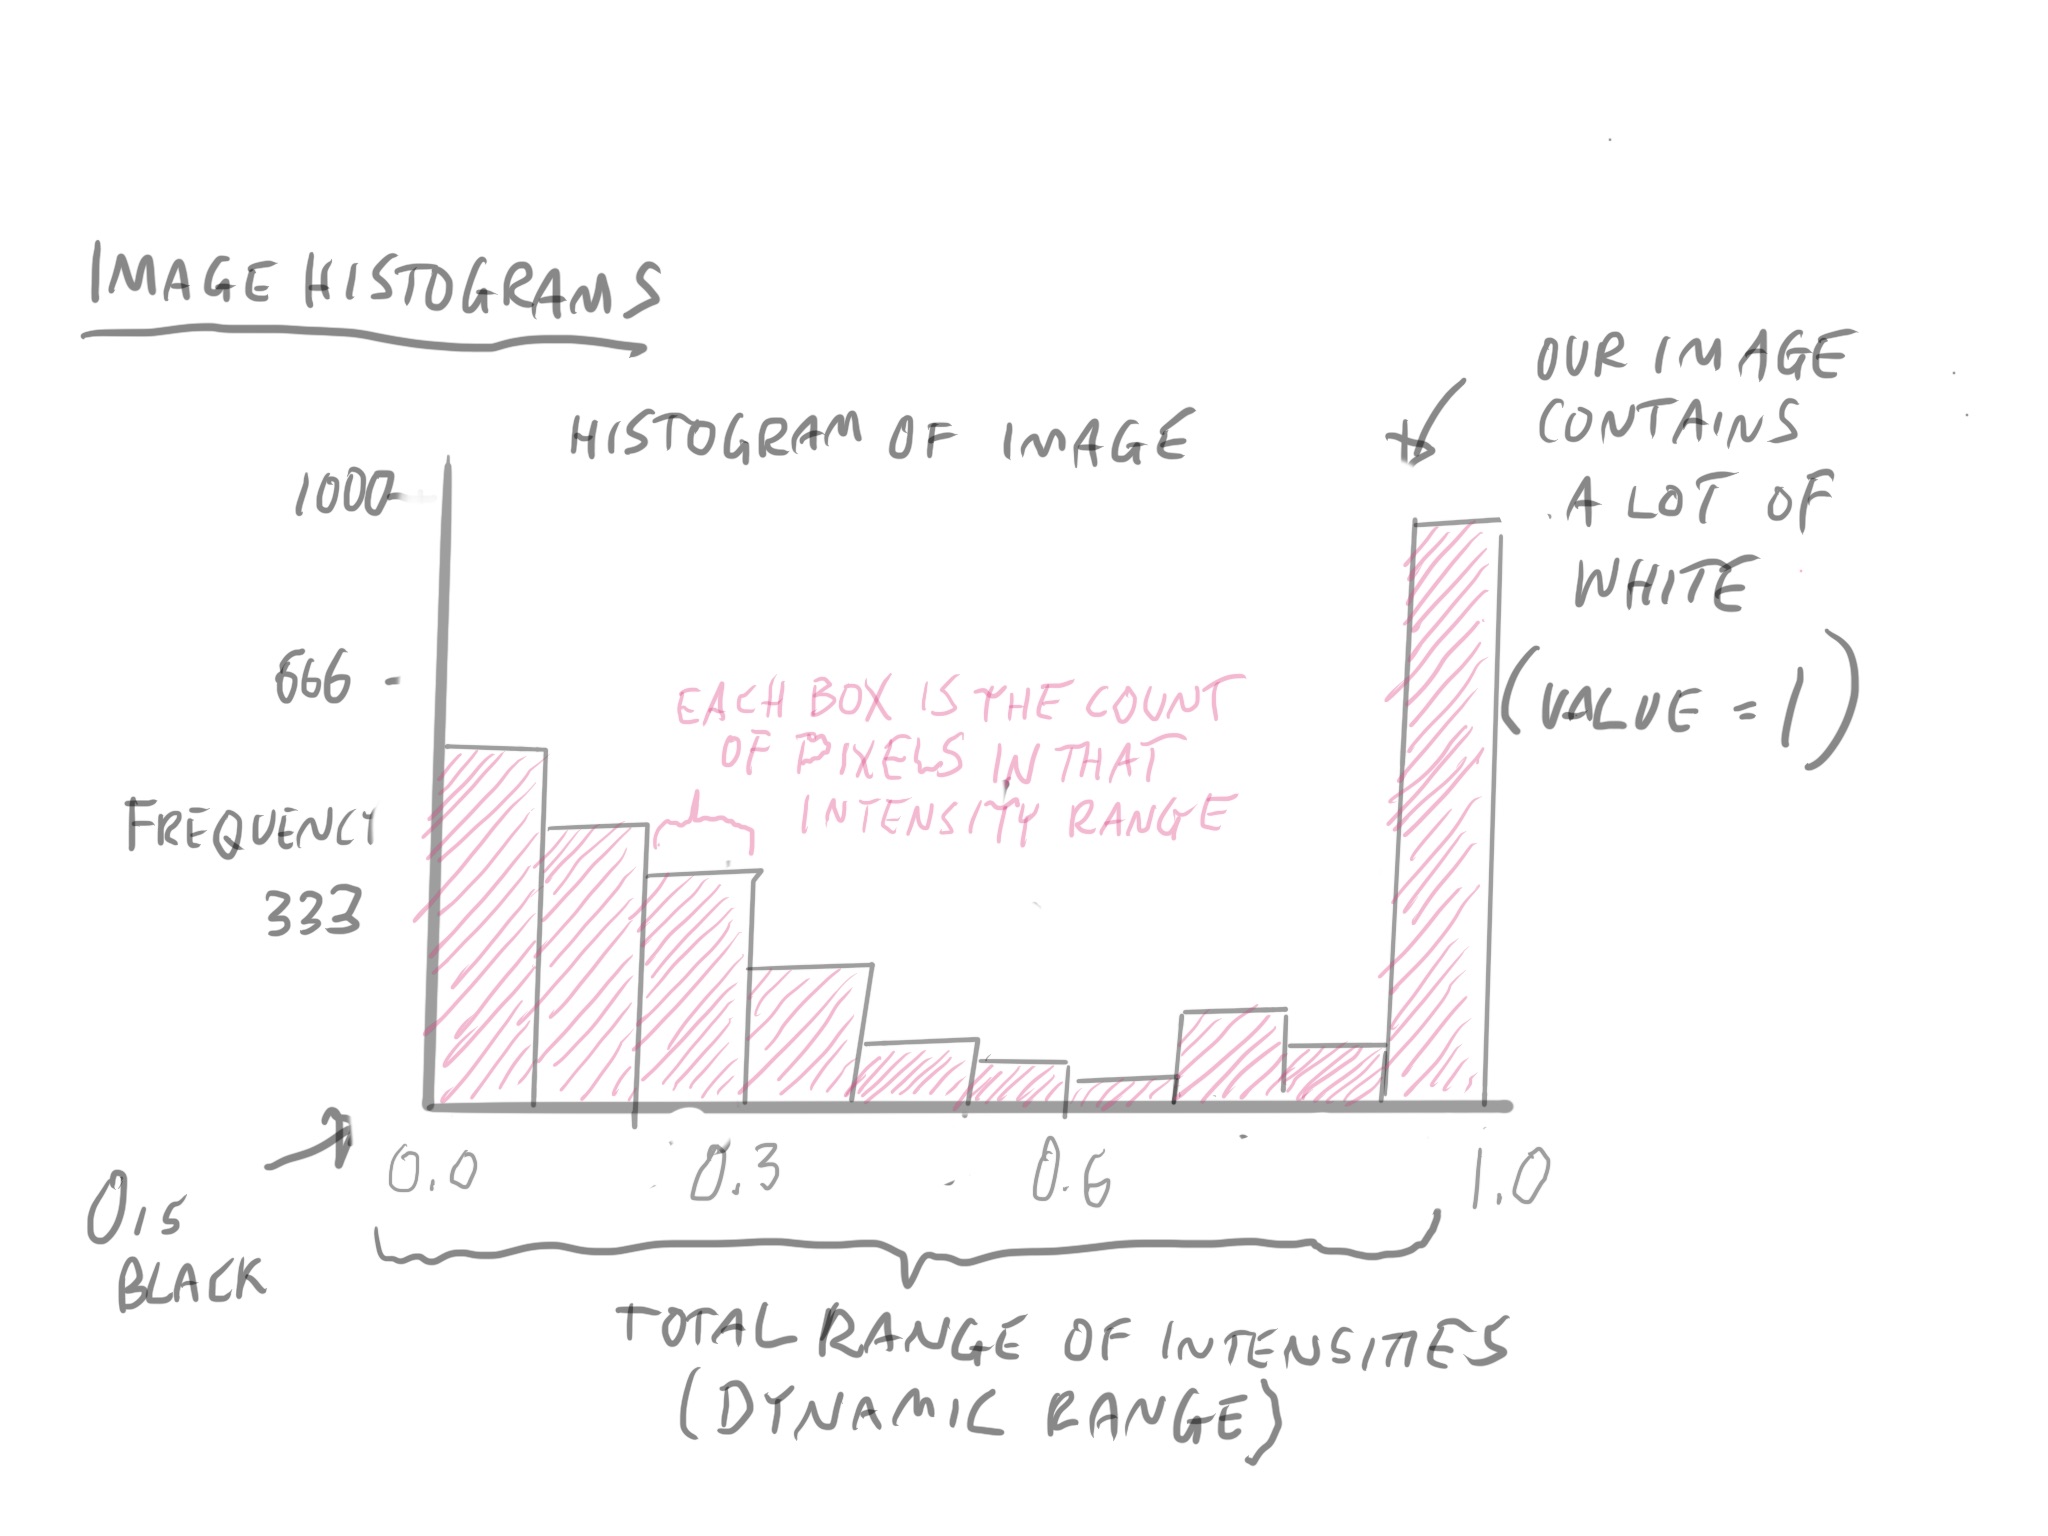 IMAGE HISTOGRAMS
HISTOGRAM OF IMAGE
OUR IMAGE
CONTAINS
A LOT OF
WHITE
(VALUE = 1)
1000
666
FREQUENCY
333
EACH BOX IS THE COUNT
OF PIXELS IN THAT
INTENSITY RANGE
0.0 0.3 0.6 1.0
0 IS
BLACK
TOTAL RANGE OF INTENSITIES
(DYNAMIC RANGE)